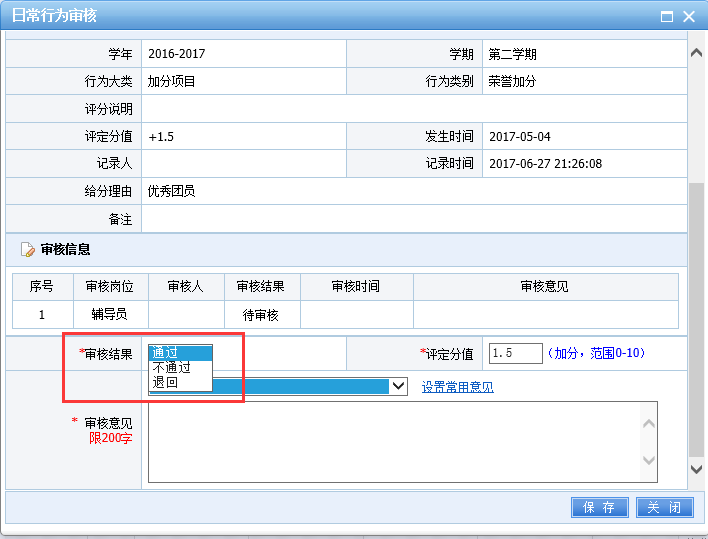 日常行为审核
学年 2016-2017 学期 第二学期
行为大类 加分项目 行为类别 荣誉加分
评分说明
评定分值 +1.5 发生时间 2017-05-04
记录人 记录时间 2017-06-27 21:26:08
给分理由 优秀团员
备注
审核信息
序号 审核岗位 审核人 审核结果 审核时间 审核意见
1 辅导员 待审核
*审核结果 通过 *评定分值 1.5 (加分，范围0-10)
不通过
退回
设置常用意见
* 审核意见
限200字
保 存 关 闭